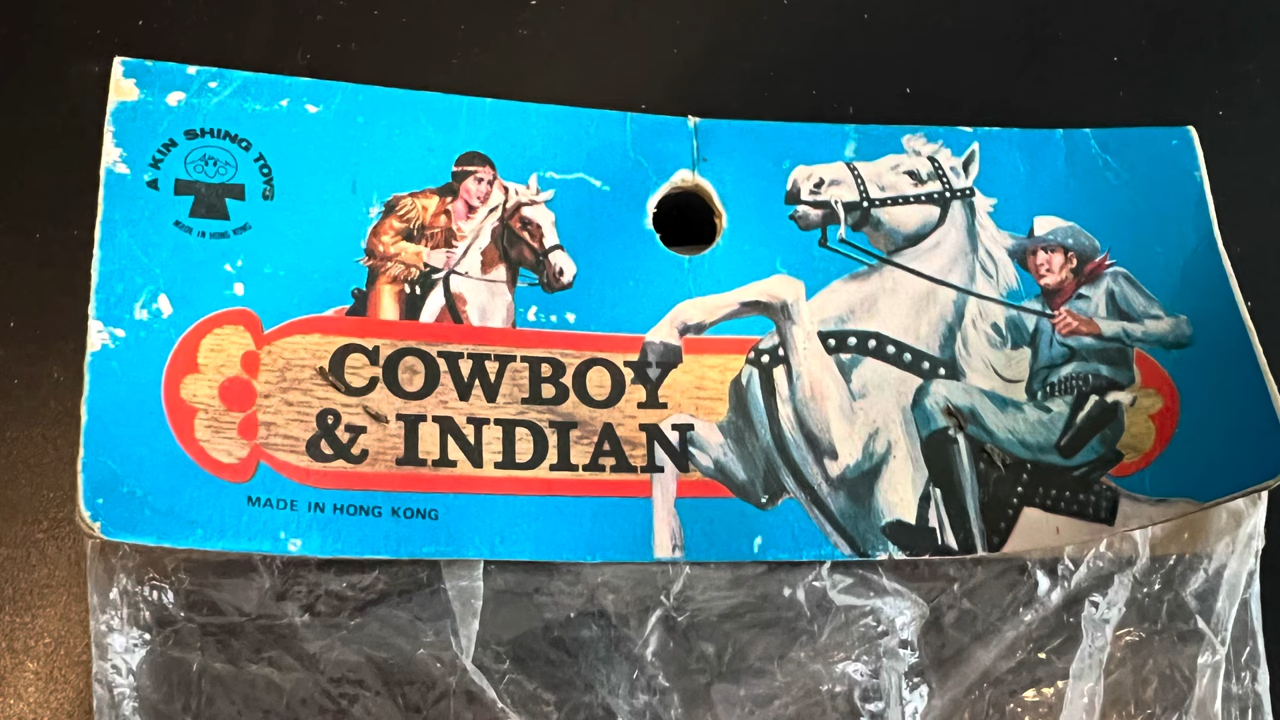 A KIN SHING TOYS
MADE IN HONG KONG
COWBOY
& INDIAN
MADE IN HONG KONG